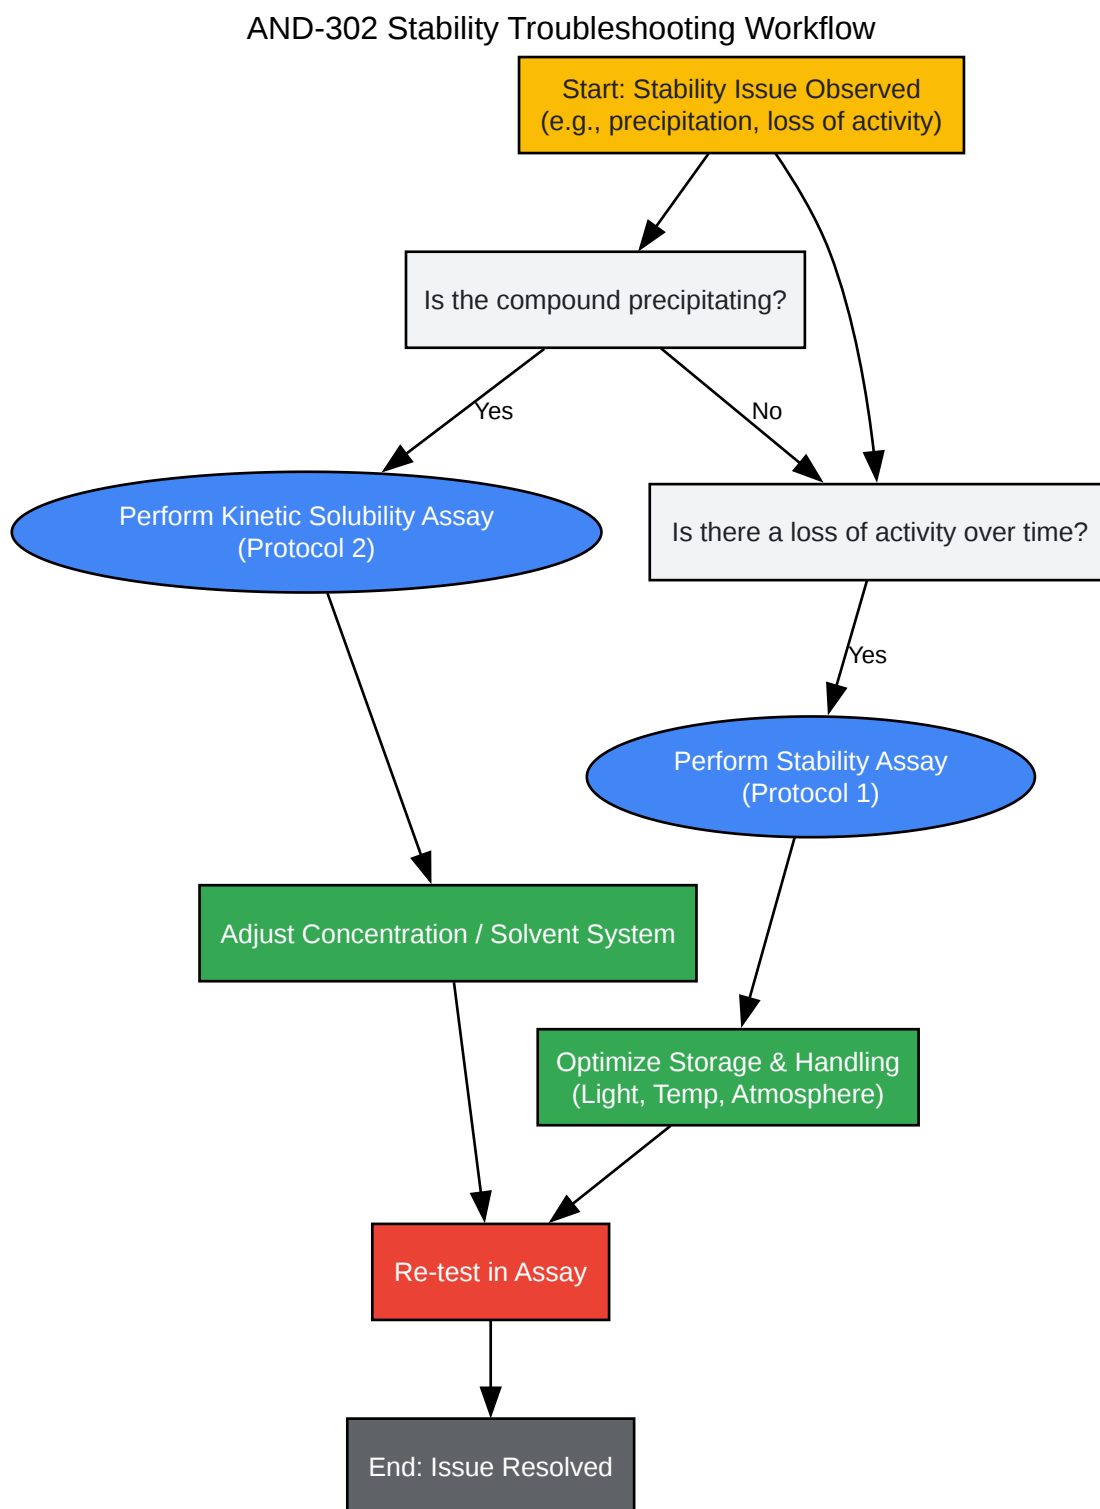 AND-302 Stability Troubleshooting Workflow
Start: Stability Issue Observed
(e.g., precipitation, loss of activity)
Is the compound precipitating?
Yes
No
Perform Kinetic Solubility Assay
(Protocol 2)
Is there a loss of activity over time?
Yes
Perform Stability Assay
(Protocol 1)
Adjust Concentration / Solvent System
Optimize Storage & Handling
(Light, Temp, Atmosphere)
Re-test in Assay
End: Issue Resolved